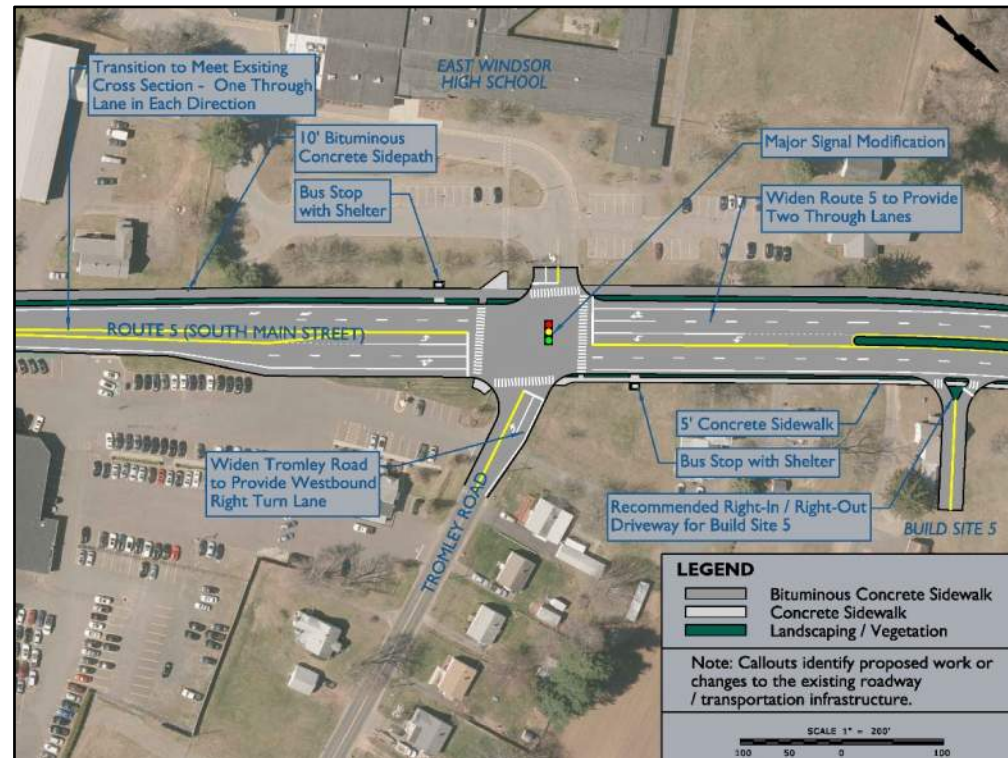 Transition to Meet Exsiting
Cross Section - One Through
Lane in Each Direction
EAST WINDSOR
HIGH SCHOOL
10' Bituminous
Concrete Sidepath
Major Signal Modification
Bus Stop
with Shelter
Widen Route 5 to Provide
Two Through Lanes
ROUTE 5 (SOUTH MAIN STREET)
5' Concrete Sidewalk
Widen Tromley Road
to Provide Westbound
Right Turn Lane
Bus Stop with Shelter
Recommended Right-In / Right-Out
Driveway for Build Site 5
BUILD SITE 5
TROMLEY ROAD
LEGEND
Bituminous Concrete Sidewalk
Concrete Sidewalk
Landscaping / Vegetation
Note: Callouts identify proposed work or
changes to the existing roadway
/ transportation infrastructure.
SCALE 1" = 200'
100 50 0 100